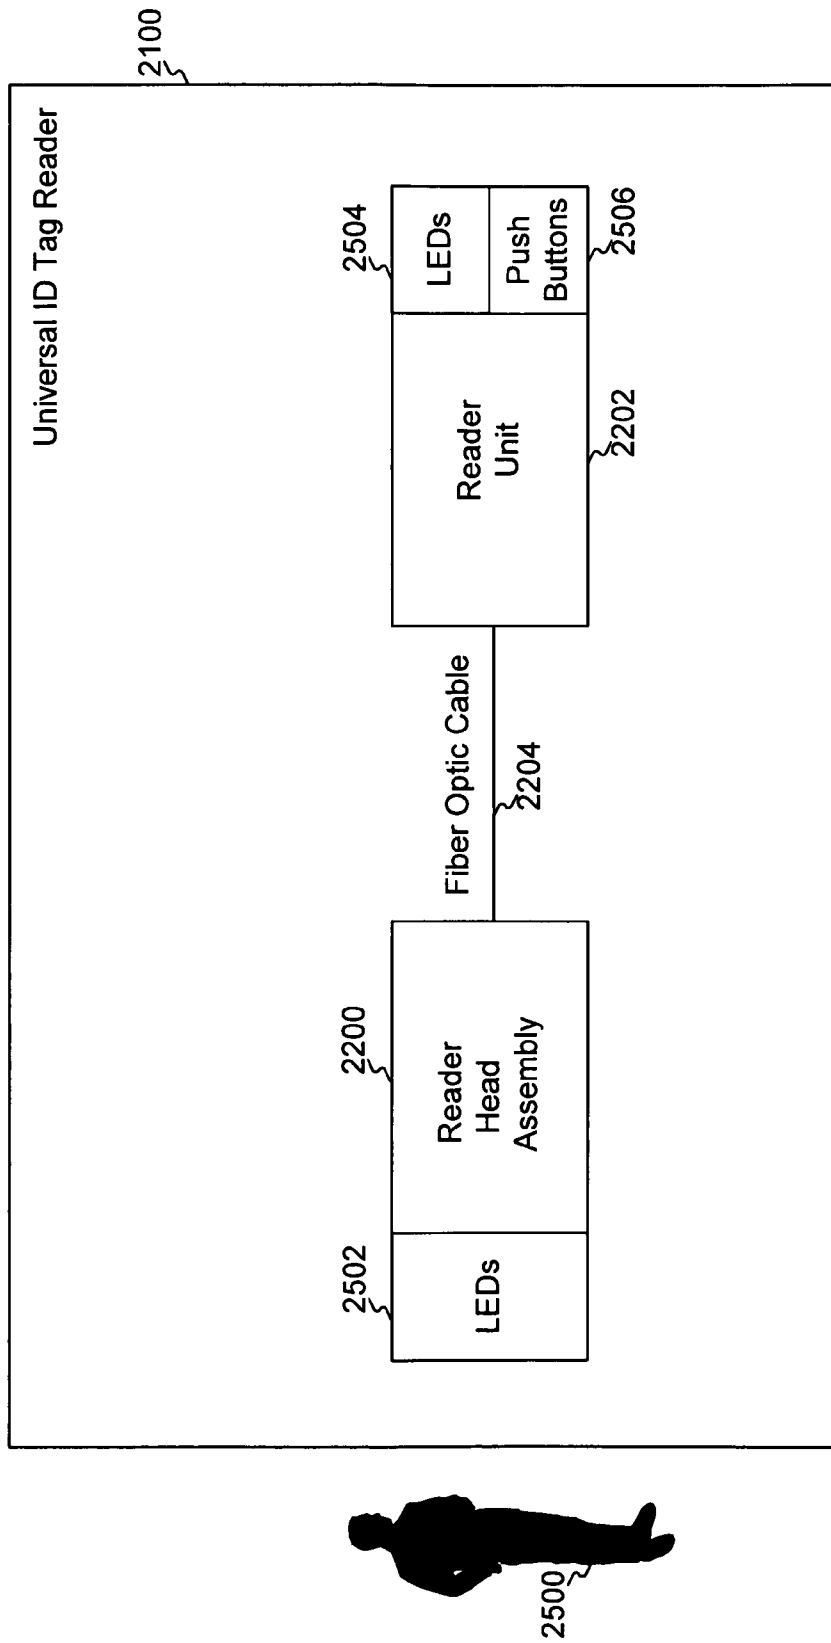 Universal ID Tag Reader
2100
2502
2200
2504
LEDs
Reader
Head
Assembly
Fiber Optic Cable
2204
Reader
Unit
LEDs
Push
Buttons
2202
2506
2500